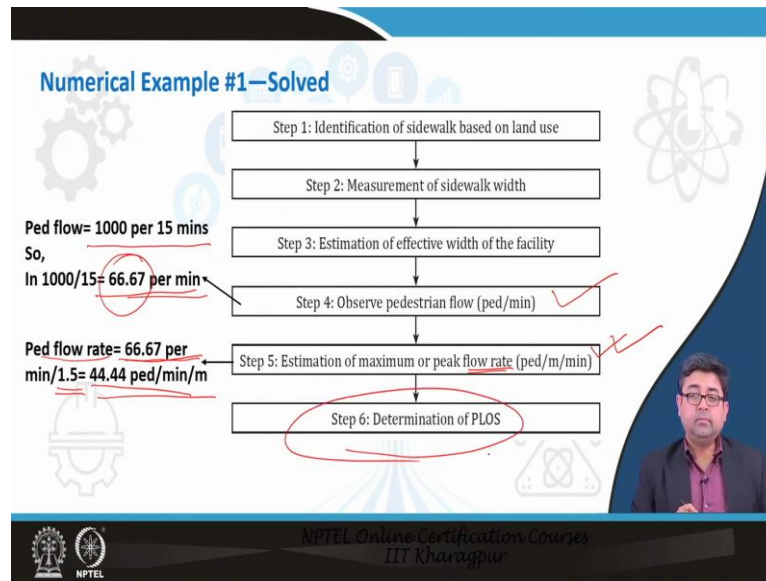 Numerical Example #1—Solved
Step 1: Identification of sidewalk based on land use
Step 2: Measurement of sidewalk width
Step 3: Estimation of effective width of the facility
Step 4: Observe pedestrian flow (ped/min)
Step 5: Estimation of maximum or peak flow rate (ped/m/min)
Step 6: Determination of PLOS
Ped flow= 1000 per 15 mins
So,
In 1000/15= 66.67 per min
Ped flow rate= 66.67 per
min/1.5= 44.44 ped/min/m
NPTEL Online Certification Courses
IIT Kharagpur
NPTEL